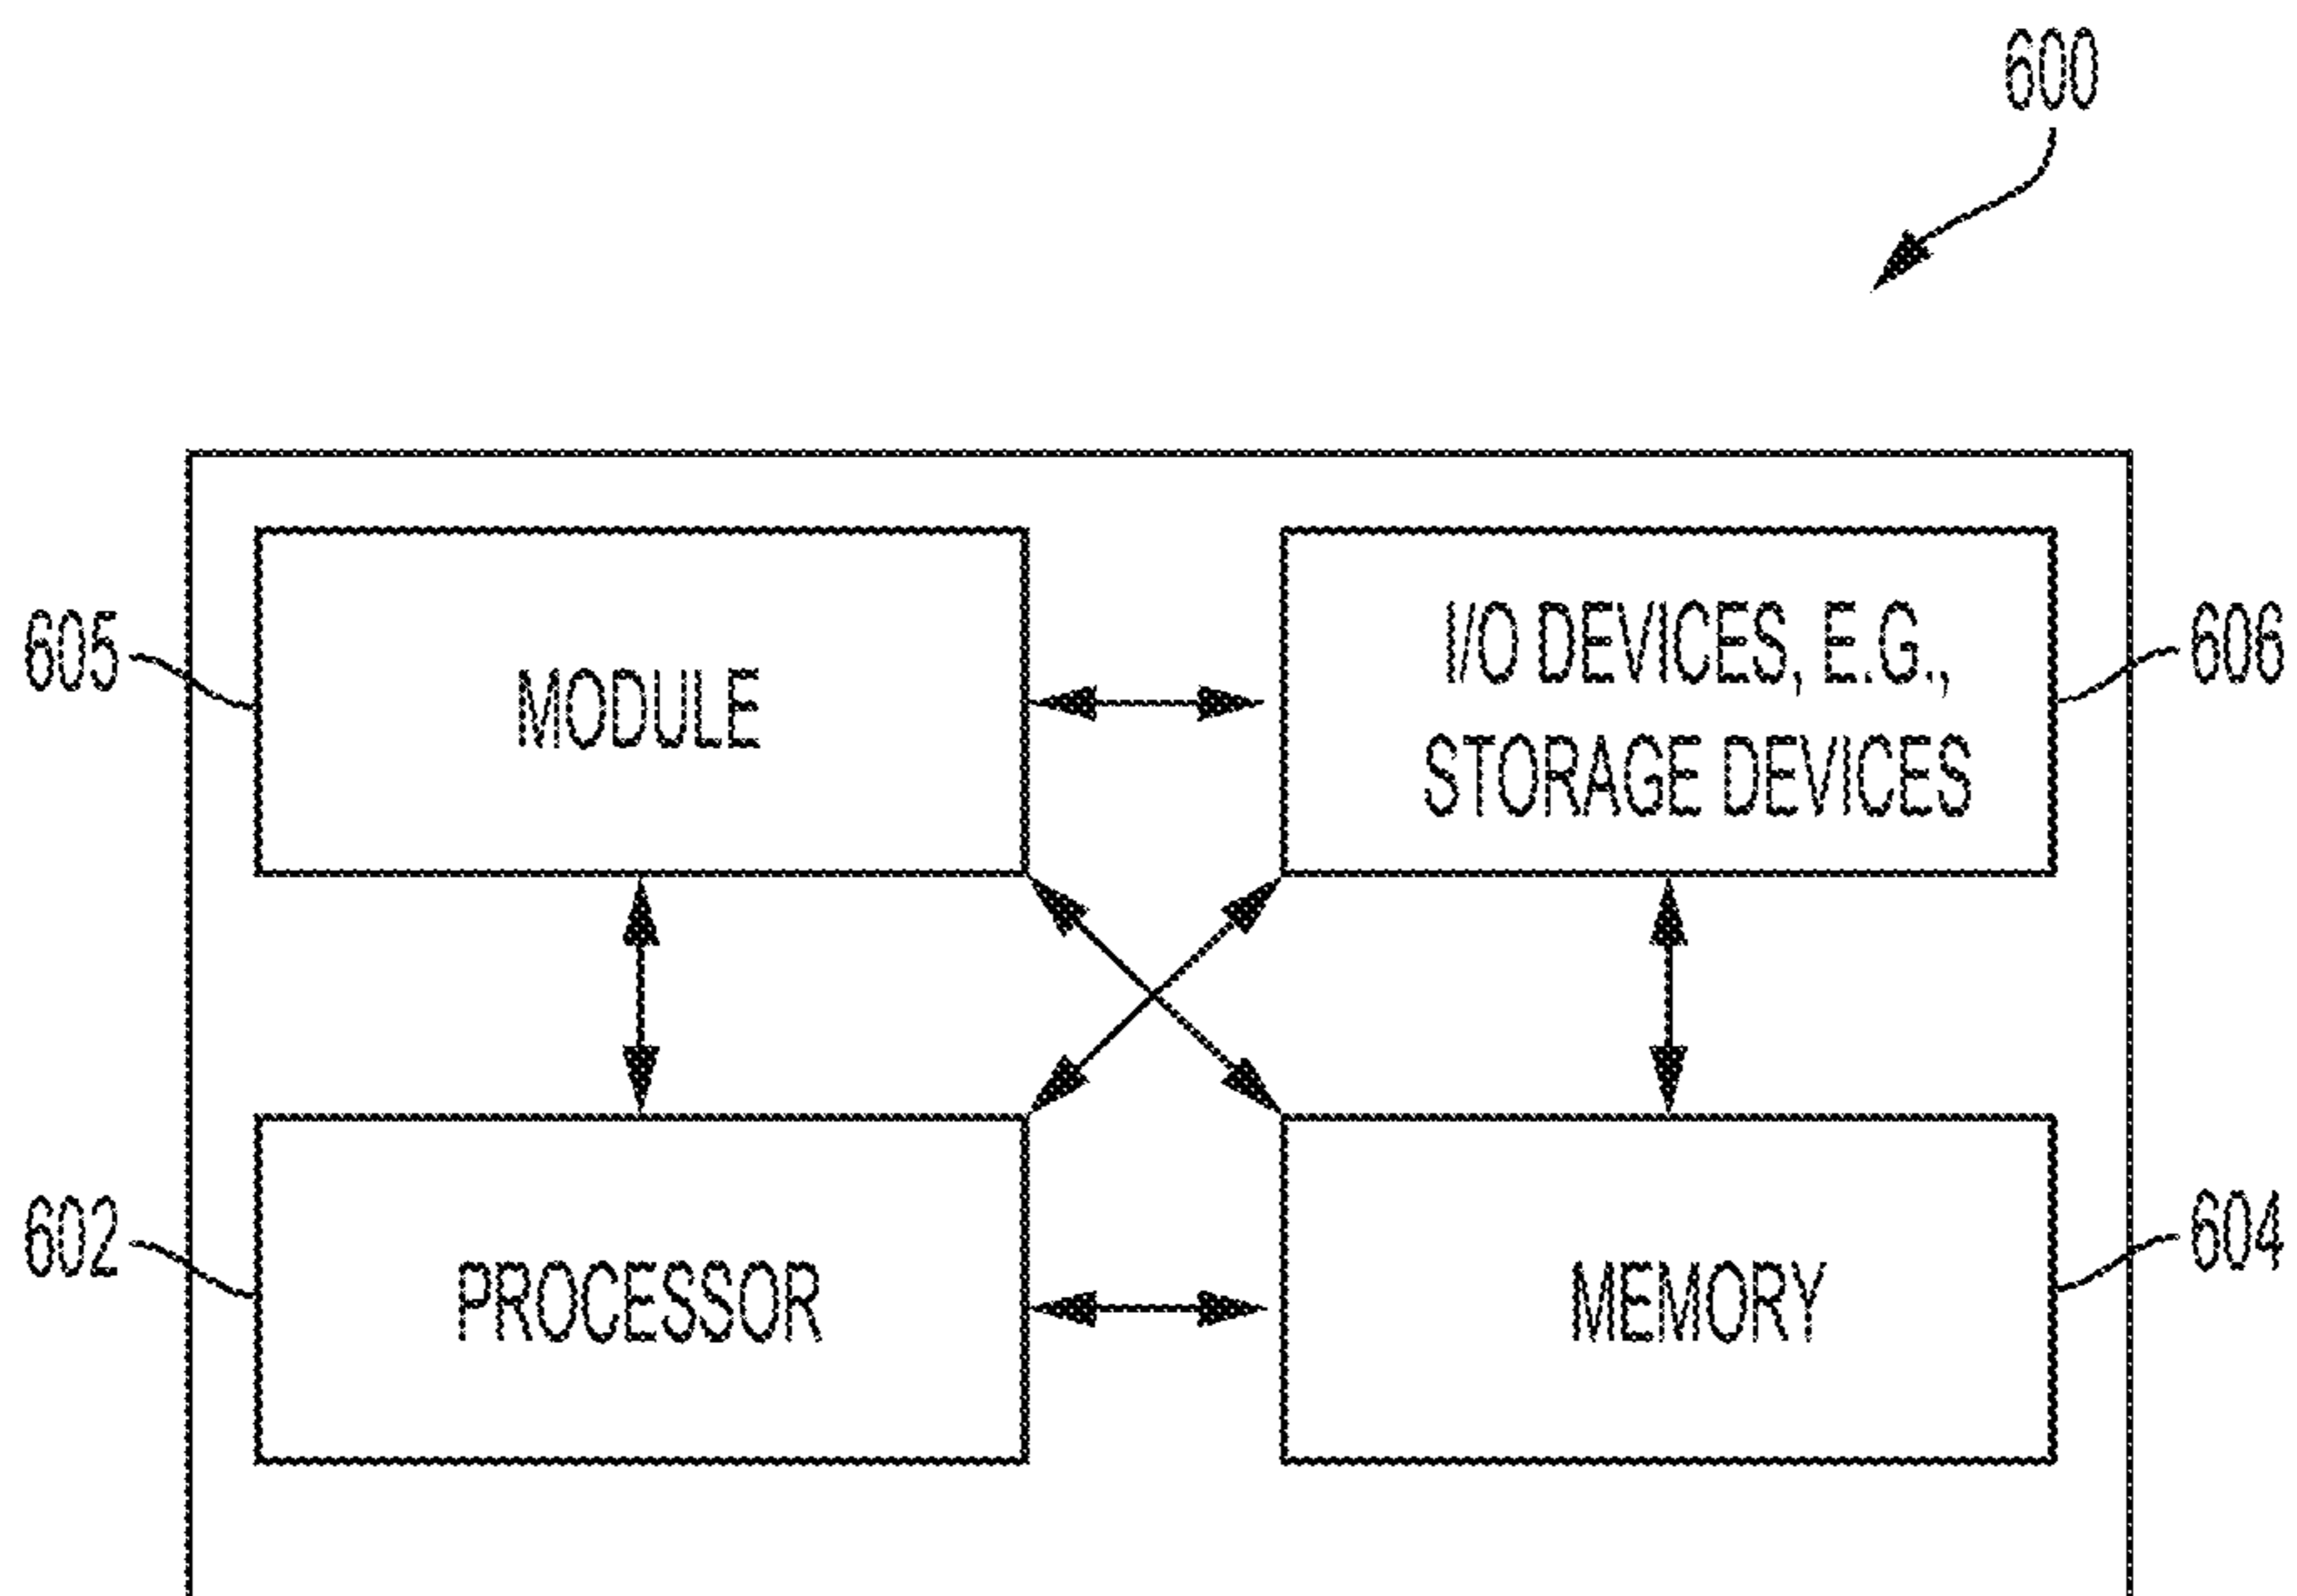 600
605
MODULE
I/O DEVICES, E.G.,
STORAGE DEVICES
606
602
PROCESSOR
MEMORY
604